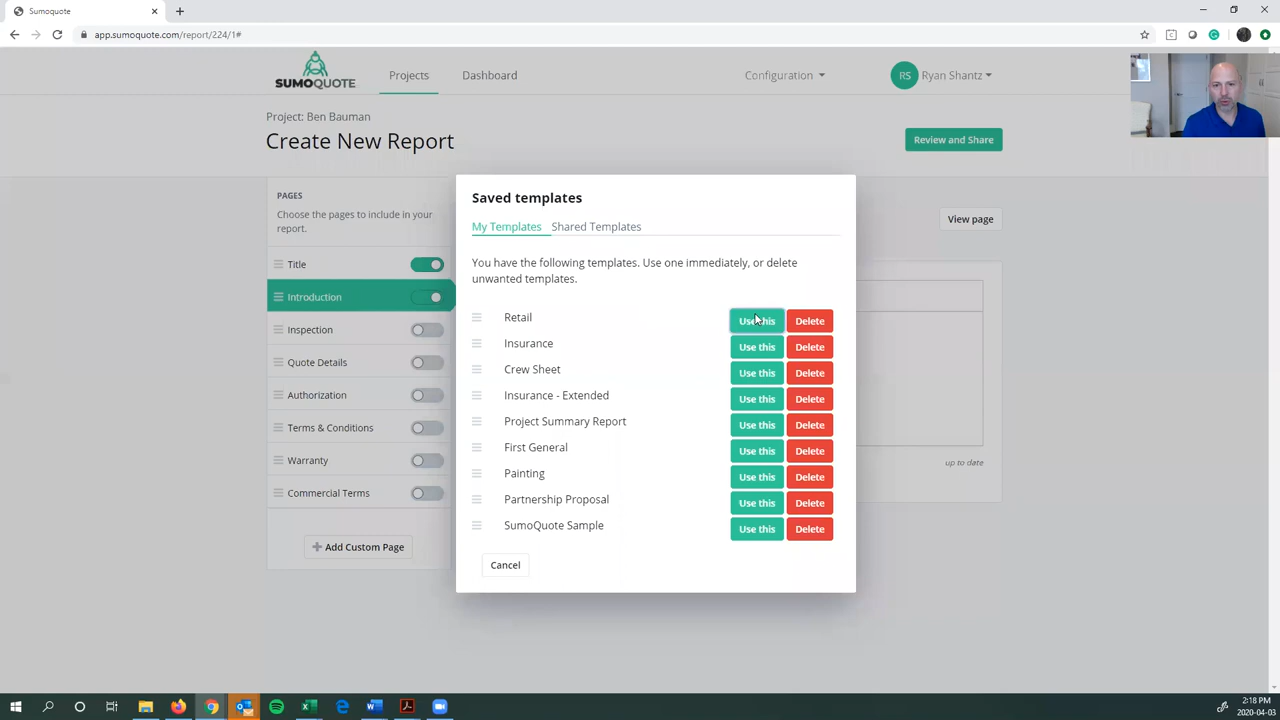 Sumoquote
app.sumoquote.com/report/224/1#
SUMOQUOTE
Projects
Dashboard
Configuration
RS
Ryan Shantz
Project: Ben Bauman
Create New Report
Review and Share
PAGES
Choose the pages to include in your
report.
View page
Title
Introduction
Inspection
Quote Details
Authorization
Terms & Conditions
Warranty
Commercial Terms
Add Custom Page
up to date
Saved templates
My Templates Shared Templates
You have the following templates. Use one immediately, or delete
unwanted templates.
Retail Use this Delete
Insurance Use this Delete
Crew Sheet Use this Delete
Insurance - Extended Use this Delete
Project Summary Report Use this Delete
First General Use this Delete
Painting Use this Delete
Partnership Proposal Use this Delete
SumoQuote Sample Use this Delete
Cancel
2:18 PM
2020-04-03